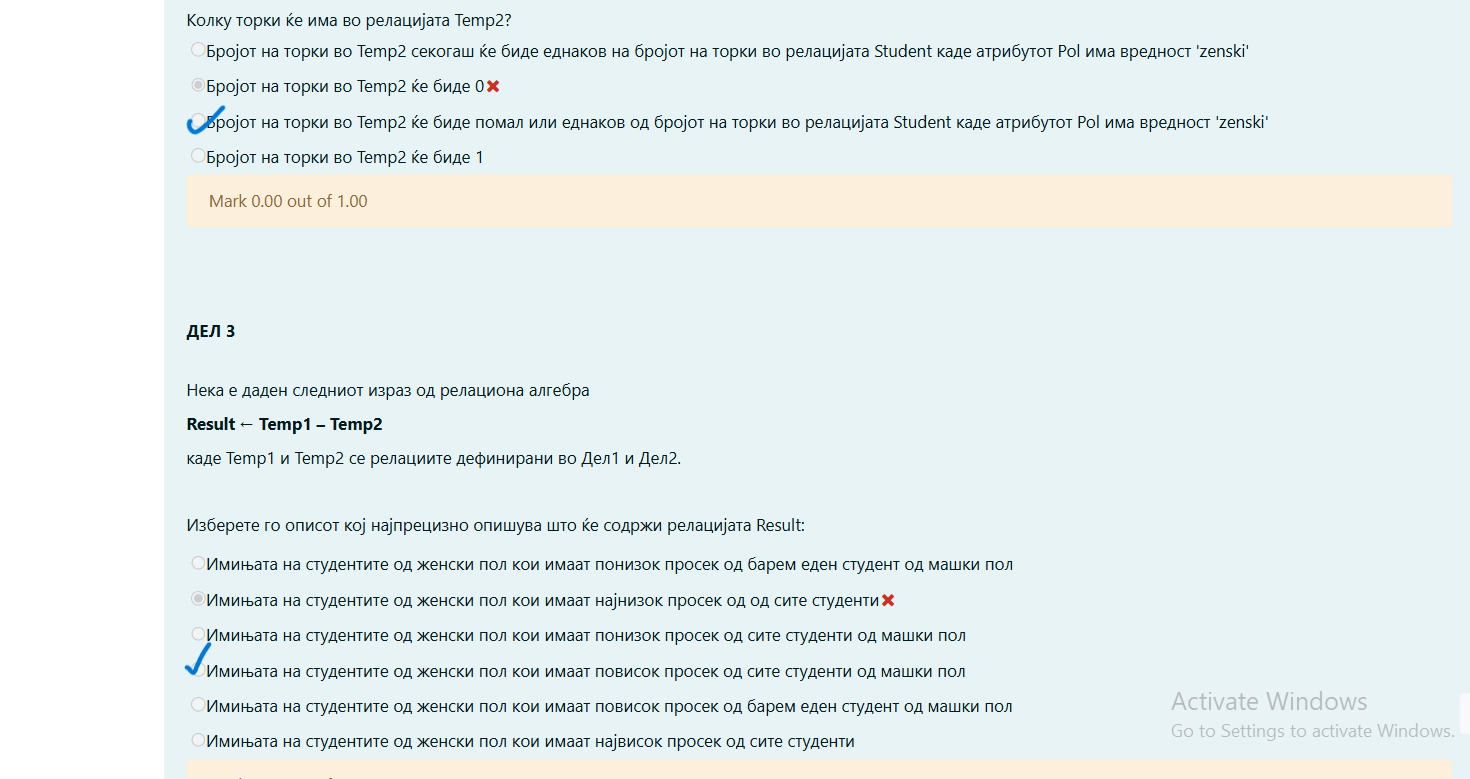 Колку торки ќе има во релацијата Temp2?
Бројот на торки во Temp2 секогаш ќе биде еднаков на бројот на торки во релацијата Student каде атрибутот Pol има вредност 'zenski'
Бројот на торки во Temp2 ќе биде 0
Бројот на торки во Temp2 ќе биде помал или еднаков од бројот на торки во релацијата Student каде атрибутот Pol има вредност 'zenski'
Бројот на торки во Temp2 ќе биде 1
Mark 0.00 out of 1.00
ДЕЛ 3
Нека е даден следниот израз од релациона алгебра
Result ← Temp1 – Temp2
каде Temp1 и Temp2 се релациите дефинирани во Дел1 и Дел2.
Изберете го описот кој најпрецизно опишува што ќе содржи релацијата Result:
Имињата на студентите од женски пол кои имаат понизок просек од барем еден студент од машки пол
Имињата на студентите од женски пол кои имаат најнизок просек од од сите студенти
Имињата на студентите од женски пол кои имаат понизок просек од сите студенти од машки пол
Имињата на студентите од женски пол кои имаат повисок просек од сите студенти од машки пол
Имињата на студентите од женски пол кои имаат повисок просек од барем еден студент од машки пол
Имињата на студентите од женски пол кои имаат највисок просек од сите студенти
Activate Windows
Go to Settings to activate Windows.